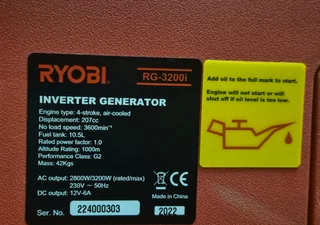 RYOBI
RG-3200i
INVERTER GENERATOR
Engine type: 4-stroke, air-cooled
Displacement: 207cc
No load speed: 3600min⁻¹
Fuel tank: 10.5L
Rated power factor: 1.0
Altitude Rating: 1000m
Performance Class: G2
Mass: 42Kgs
AC output: 2800W/3200W (rated/max)
230V ~ 50Hz
DC output: 12V-6A
Made in China
Ser. No. 224000303 2022
Add oil to the full mark to start.
Engine will not start or will
shut off if oil level is too low.